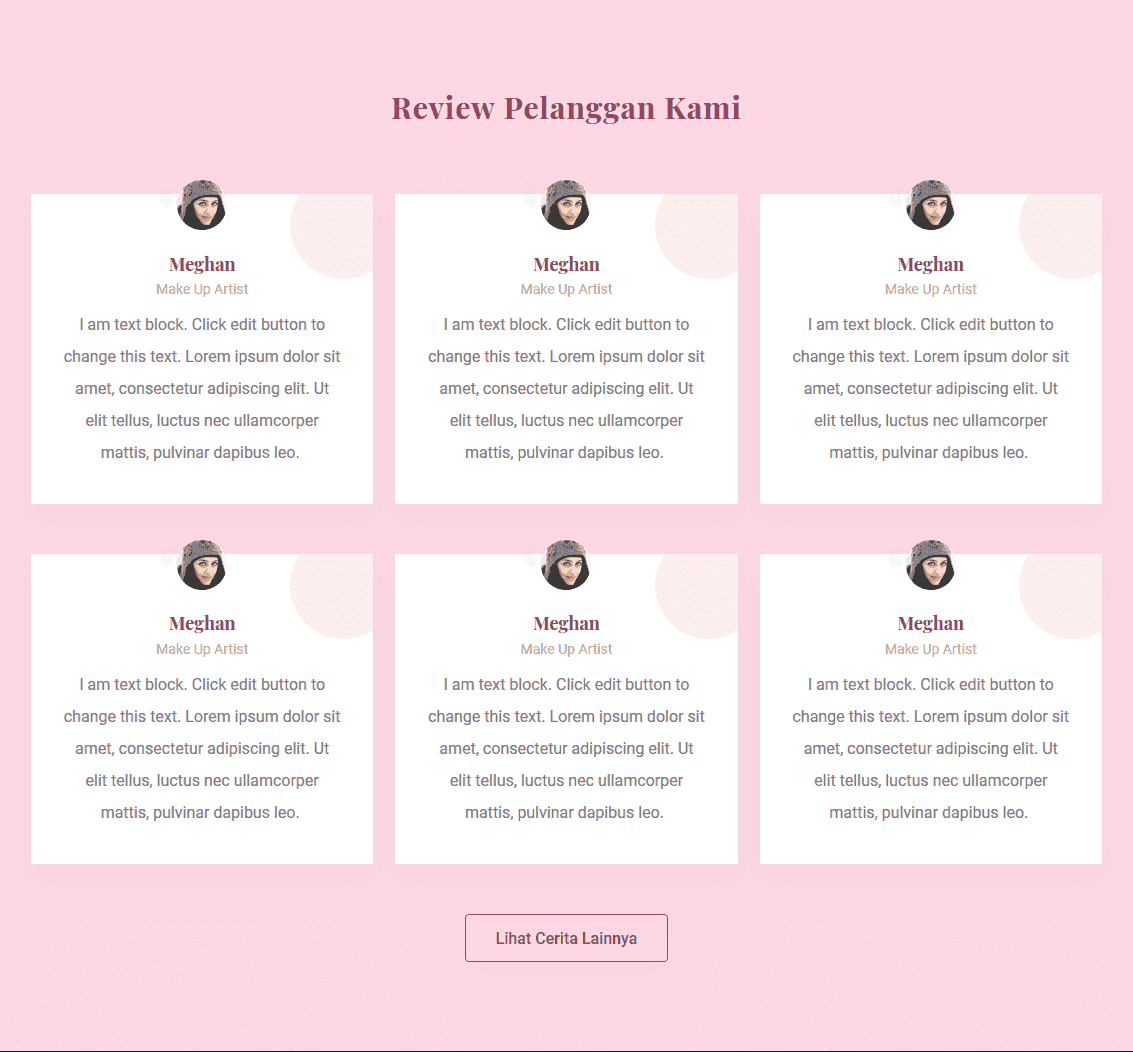 Review Pelanggan Kami
Meghan
Make Up Artist
I am text block. Click edit button to
change this text. Lorem ipsum dolor sit
amet, consectetur adipiscing elit. Ut
elit tellus, luctus nec ullamcorper
mattis, pulvinar dapibus leo.
Meghan
Make Up Artist
I am text block. Click edit button to
change this text. Lorem ipsum dolor sit
amet, consectetur adipiscing elit. Ut
elit tellus, luctus nec ullamcorper
mattis, pulvinar dapibus leo.
Meghan
Make Up Artist
I am text block. Click edit button to
change this text. Lorem ipsum dolor sit
amet, consectetur adipiscing elit. Ut
elit tellus, luctus nec ullamcorper
mattis, pulvinar dapibus leo.
Meghan
Make Up Artist
I am text block. Click edit button to
change this text. Lorem ipsum dolor sit
amet, consectetur adipiscing elit. Ut
elit tellus, luctus nec ullamcorper
mattis, pulvinar dapibus leo.
Meghan
Make Up Artist
I am text block. Click edit button to
change this text. Lorem ipsum dolor sit
amet, consectetur adipiscing elit. Ut
elit tellus, luctus nec ullamcorper
mattis, pulvinar dapibus leo.
Meghan
Make Up Artist
I am text block. Click edit button to
change this text. Lorem ipsum dolor sit
amet, consectetur adipiscing elit. Ut
elit tellus, luctus nec ullamcorper
mattis, pulvinar dapibus leo.
Lihat Cerita Lainnya